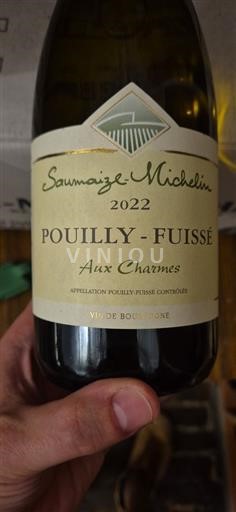 Saumaize-Michelin
2022
POUILLY-FUISSÉ
VINIOU
Aux Charmes
APPELLATION POUILLY-FUISSÉ CONTRÔLÉE
VIN DE BOURGOGNE